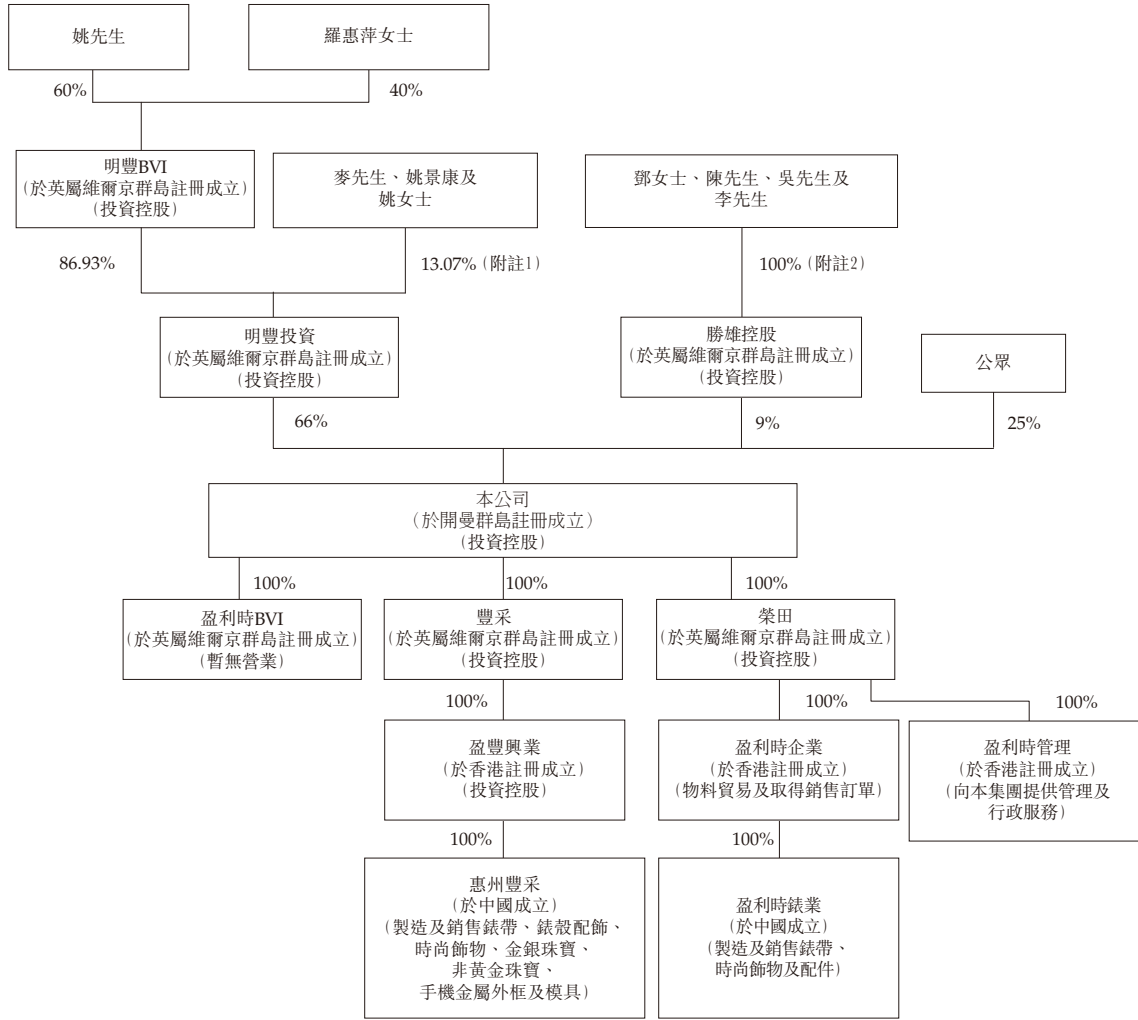 姚先生
羅惠萍女士
60%
40%
明豐BVI
(於英屬維爾京群島註冊成立)
(投資控股)
麥先生、姚景康及
姚女士
鄧女士、陳先生、吳先生及
李先生
86.93%
13.07%(附註1)
100%(附註2)
明豐投資
(於英屬維爾京群島註冊成立)
(投資控股)
勝雄控股
(於英屬維爾京群島註冊成立)
(投資控股)
公眾
66%
9%
25%
本公司
(於開曼群島註冊成立)
(投資控股)
100%
100%
100%
盈利時BVI
(於英屬維爾京群島註冊成立)
(暫無營業)
豐采
(於英屬維爾京群島註冊成立)
(投資控股)
榮田
(於英屬維爾京群島註冊成立)
(投資控股)
100%
100%
100%
盈豐興業
(於香港註冊成立)
(投資控股)
盈利時企業
(於香港註冊成立)
(物料貿易及取得銷售訂單)
盈利時管理
(於香港註冊成立)
(向本集團提供管理及
行政服務)
100%
100%
惠州豐采
(於中國成立)
(製造及銷售錶帶、錶殼配飾、
時尚飾物、金銀珠寶、
非黃金珠寶、
手機金屬外框及模具)
盈利時錶業
(於中國成立)
(製造及銷售錶帶、
時尚飾物及配件)